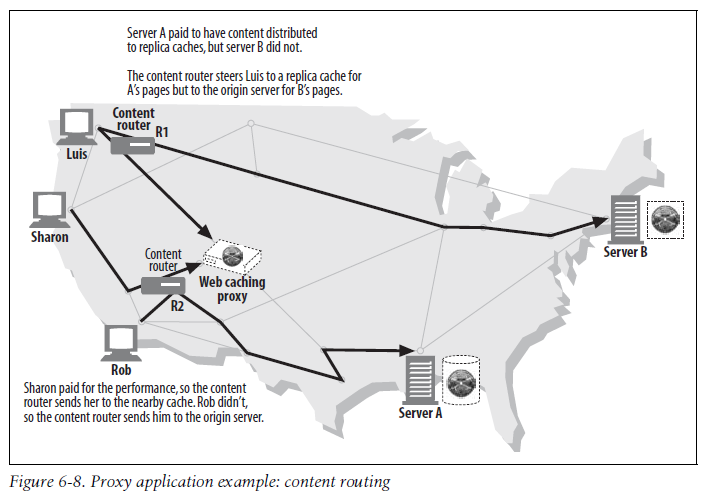 Server A paid to have content distributed
to replica caches, but server B did not.
The content router steers Luis to a replica cache for
A's pages but to the origin server for B's pages.
Content
router
R1
Luis
Sharon
Server B
Content
router
R2
Web caching
proxy
Rob
Server A
Sharon paid for the performance, so the content
router sends her to the nearby cache. Rob didn't,
so the content router sends him to the origin server.
Figure 6-8. Proxy application example: content routing